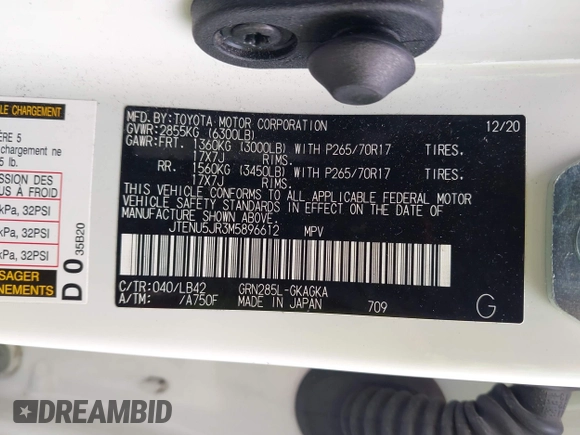 LE CHARGEMENT
ÈRE 5
chargement ne
5 lb.
SSION DES
US À FROID
kPa, 32PSI
kPa, 32PSI
kPa, 32PSI
SAGER
NEMENTS
D 0 35B20
MFD. BY: TOYOTA MOTOR CORPORATION 12/20
GVWR: 2855KG (6300LB)
GAWR: FRT. 1360KG (3000LB) WITH P265/70R17 TIRES.
17X7J RIMS.
RR. 1560KG (3450LB) WITH P265/70R17 TIRES.
17X7J RIMS.
THIS VEHICLE CONFORMS TO ALL APPLICABLE FEDERAL MOTOR
VEHICLE SAFETY STANDARDS IN EFFECT ON THE DATE OF
MANUFACTURE SHOWN ABOVE.
JTENU5JR3M5896612 MPV
C/TR: 040/LB42 GRN285L-GKAGKA
A/TM: /A750F MADE IN JAPAN 709 G
DREAMBID